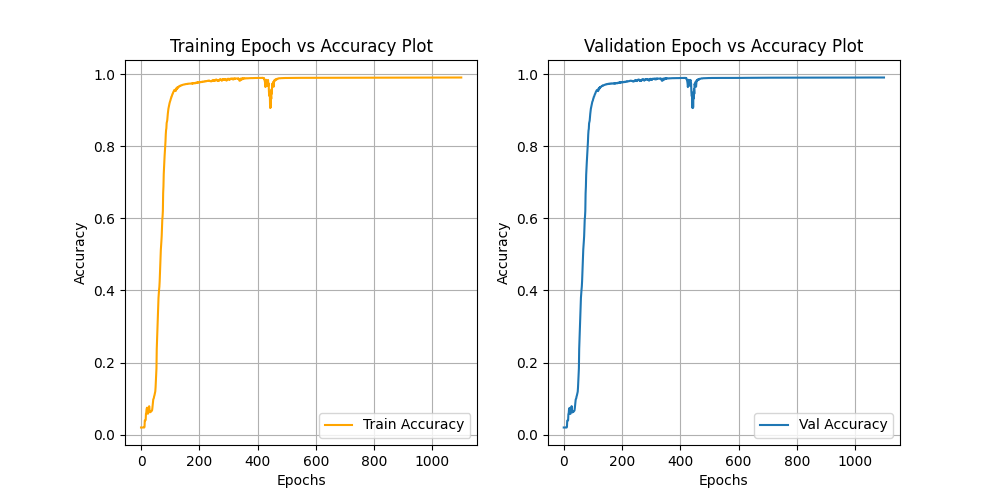 Training Epoch vs Accuracy Plot
1.0
0.8
0.6
0.4
0.2
0.0
Accuracy
Train Accuracy
0 200 400 600 800 1000
Epochs
Validation Epoch vs Accuracy Plot
1.0
0.8
0.6
0.4
0.2
0.0
Accuracy
Val Accuracy
0 200 400 600 800 1000
Epochs